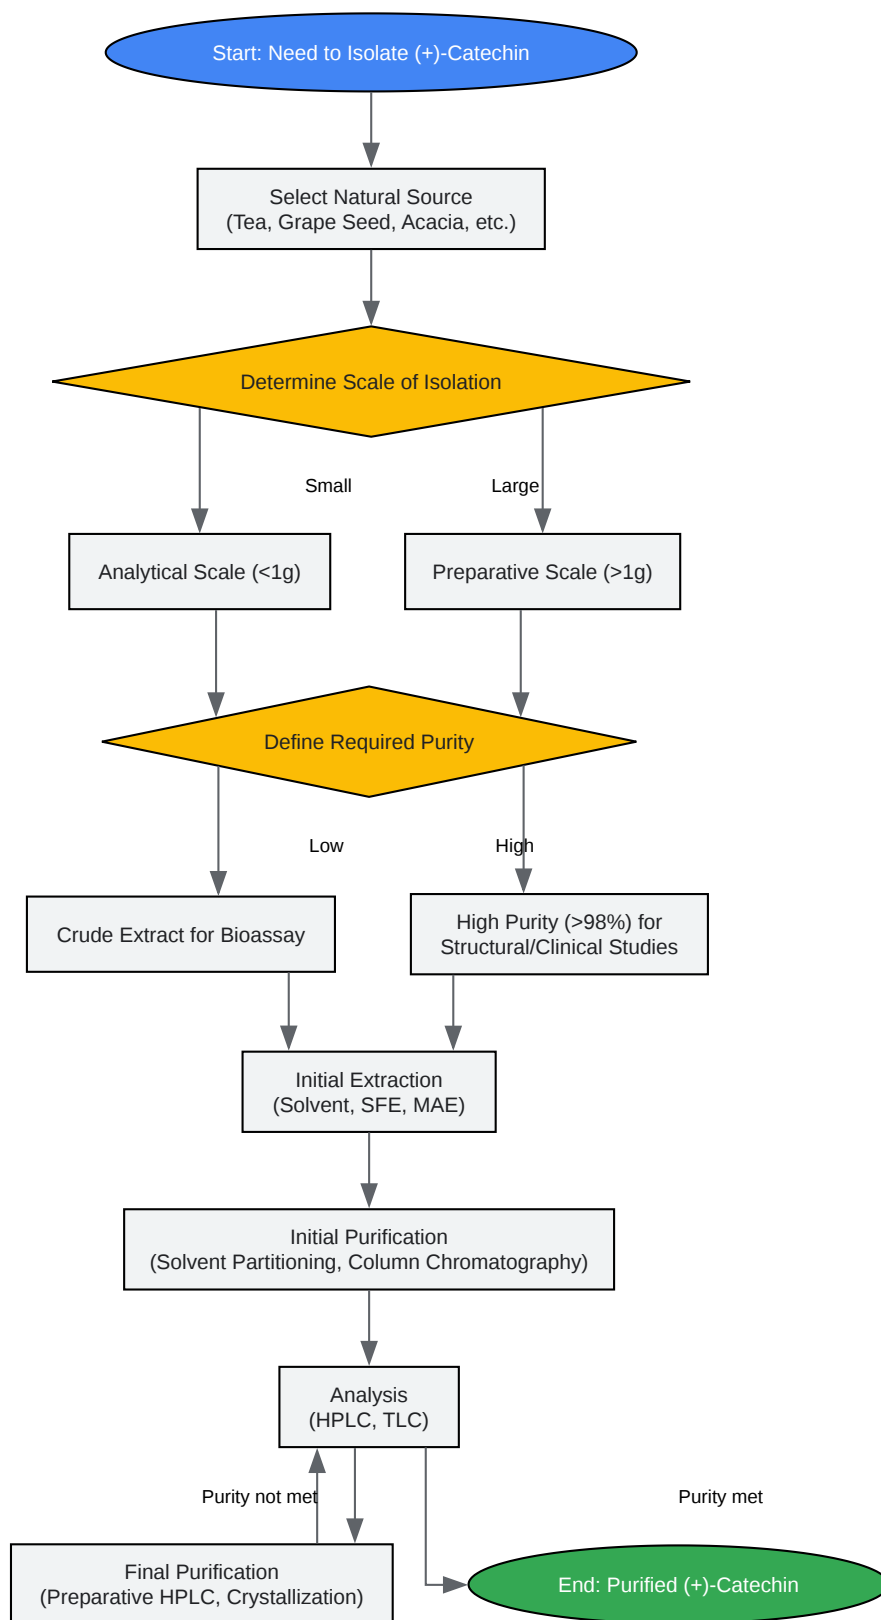 Start: Need to Isolate (+)-Catechin
Select Natural Source
(Tea, Grape Seed, Acacia, etc.)
Determine Scale of Isolation
Small
Large
Analytical Scale (<1g)
Preparative Scale (>1g)
Define Required Purity
Low
High
Crude Extract for Bioassay
High Purity (>98%) for
Structural/Clinical Studies
Initial Extraction
(Solvent, SFE, MAE)
Initial Purification
(Solvent Partitioning, Column Chromatography)
Analysis
(HPLC, TLC)
Purity not met
Purity met
Final Purification
(Preparative HPLC, Crystallization)
End: Purified (+)-Catechin